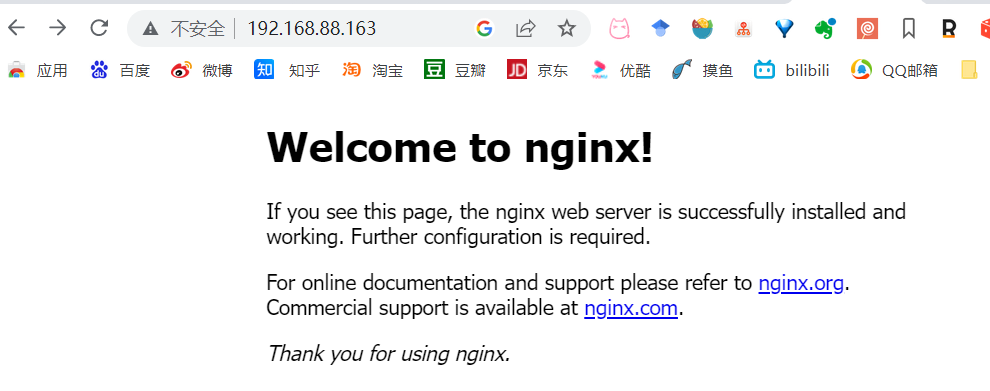 不安全 192.168.88.163
应用 百度 微博 知乎 淘宝 豆瓣 京东 优酷 摸鱼 bilibili QQ邮箱
Welcome to nginx!
If you see this page, the nginx web server is successfully installed and
working. Further configuration is required.
For online documentation and support please refer to nginx.org.
Commercial support is available at nginx.com.
Thank you for using nginx.